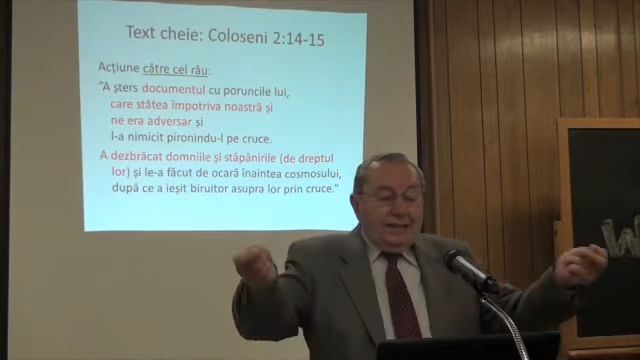 Text cheie: Coloseni 2:14-15
Acțiune către cel rău:
“A șters documentul cu poruncile lui,
care stătea împotriva noastră și
ne era adversar și
l-a nimicit pironindu-l pe cruce.
A dezbrăcat domniile și stăpânirile (de dreptul
lor) și le-a făcut de ocară înaintea cosmosului,
după ce a ieșit biruitor asupra lor prin cruce.”